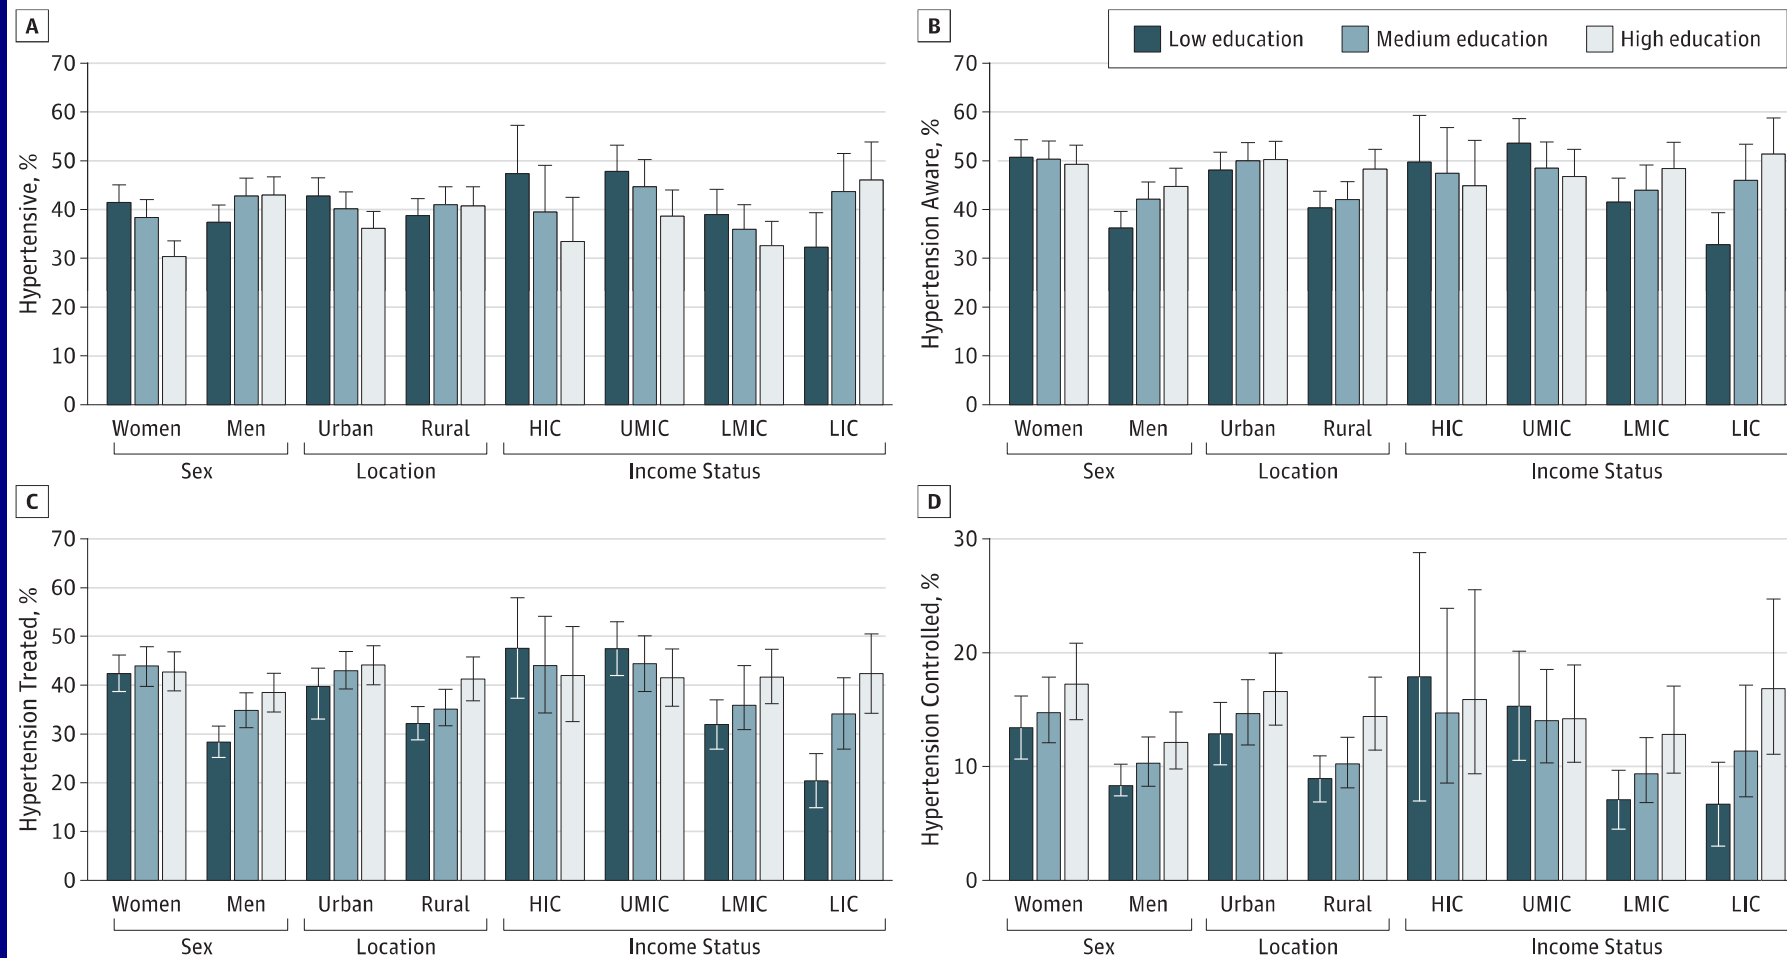 A
70
60
50
40
30
20
10
0
Hypertensive, %
Women Men Urban Rural HIC UMIC LMIC LIC
Sex Location Income Status
B
Low education Medium education High education
70
60
50
40
30
20
10
0
Hypertension Aware, %
Women Men Urban Rural HIC UMIC LMIC LIC
Sex Location Income Status
C
70
60
50
40
30
20
10
0
Hypertension Treated, %
Women Men Urban Rural HIC UMIC LMIC LIC
Sex Location Income Status
D
30
20
10
0
Hypertension Controlled, %
Women Men Urban Rural HIC UMIC LMIC LIC
Sex Location Income Status